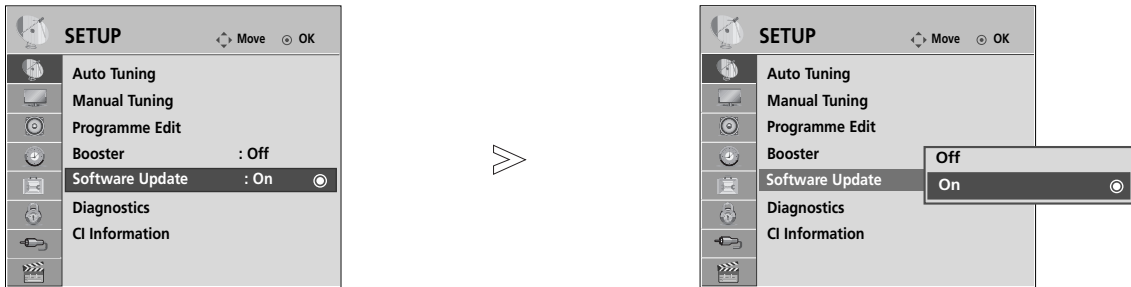 SETUP Move OK
Auto Tuning
Manual Tuning
Programme Edit
Booster : Off
Software Update : On
Diagnostics
CI Information
SETUP Move OK
Auto Tuning
Manual Tuning
Programme Edit
Booster
Software Update
Diagnostics
CI Information
Off
On